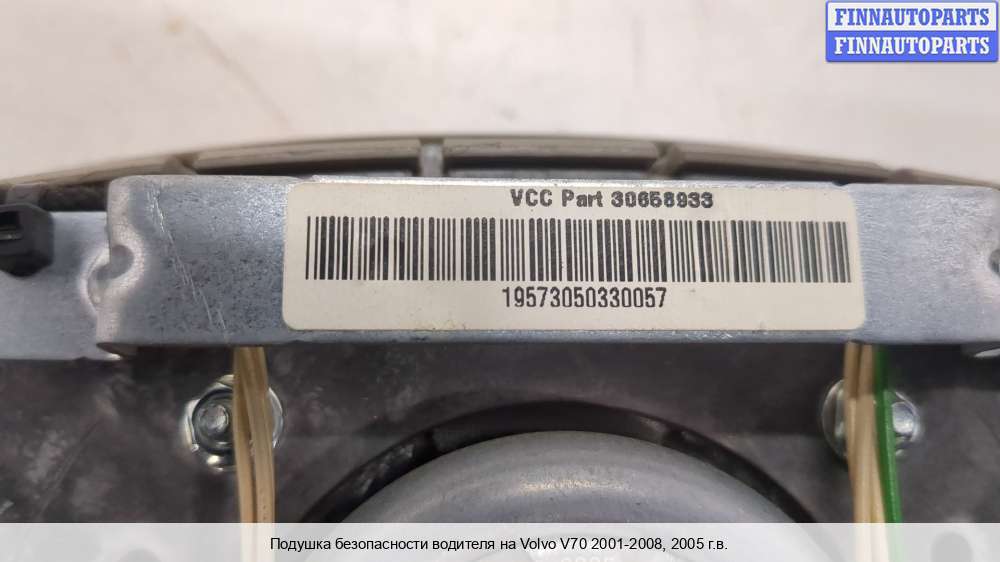 FINNAUTOPARTS
FINNAUTOPARTS
VCC Part 30658933
19573050330057
Подушка безопасности водителя на Volvo V70 2001-2008, 2005 г.в.